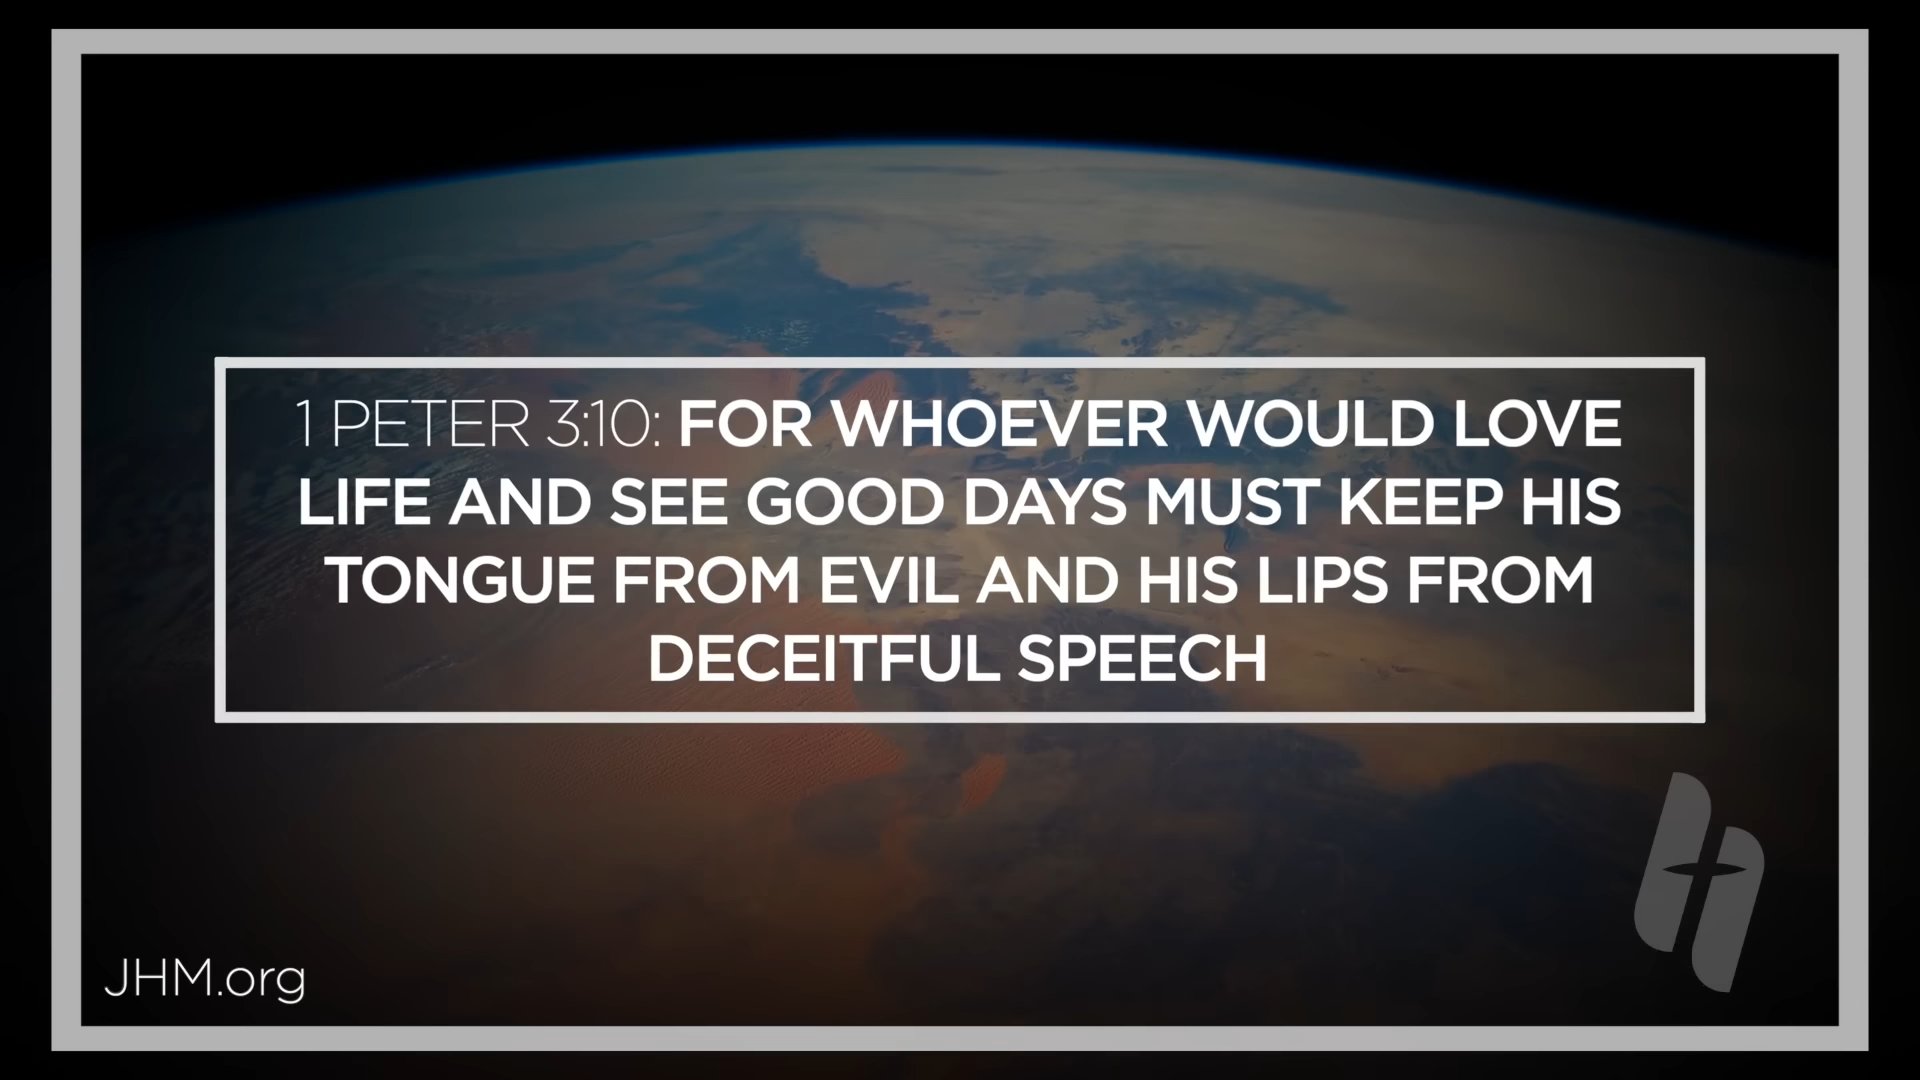 1 PETER 3:10: FOR WHOEVER WOULD LOVE
LIFE AND SEE GOOD DAYS MUST KEEP HIS
TONGUE FROM EVIL AND HIS LIPS FROM
DECEITFUL SPEECH
JHM.org